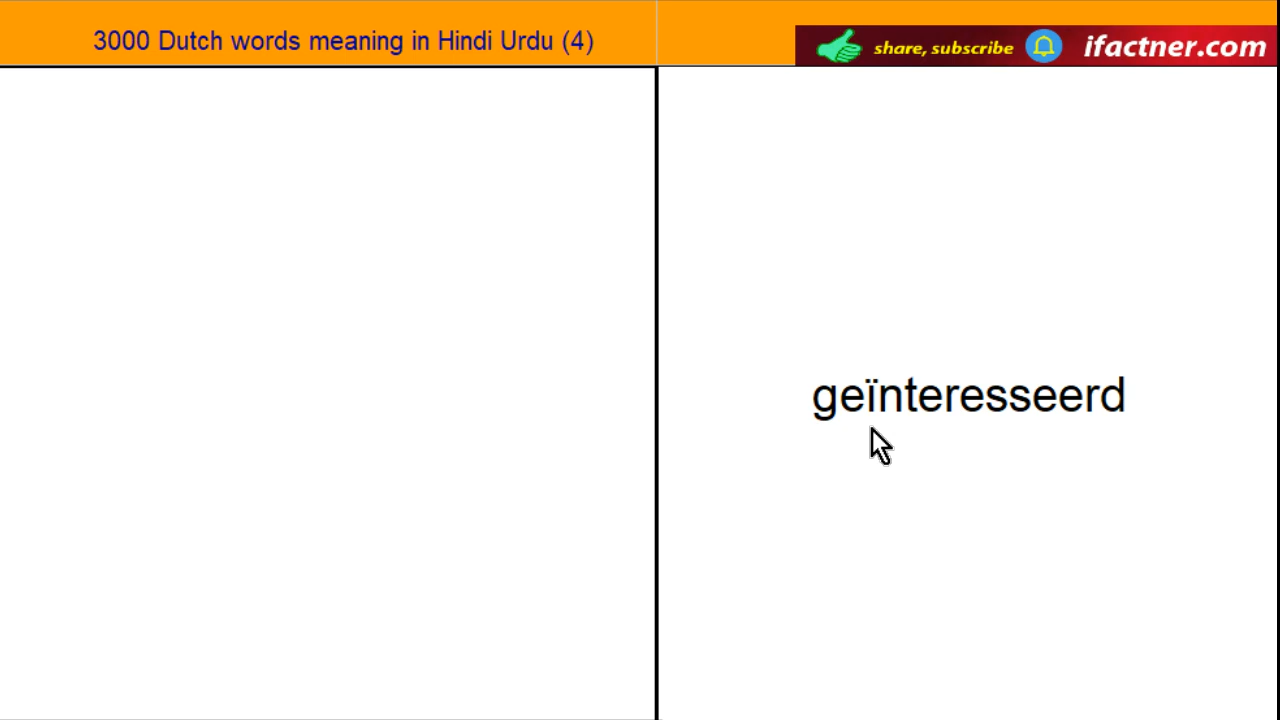 3000 Dutch words meaning in Hindi Urdu (4)
share, subscribe
ifactner.com
geïnteresseerd